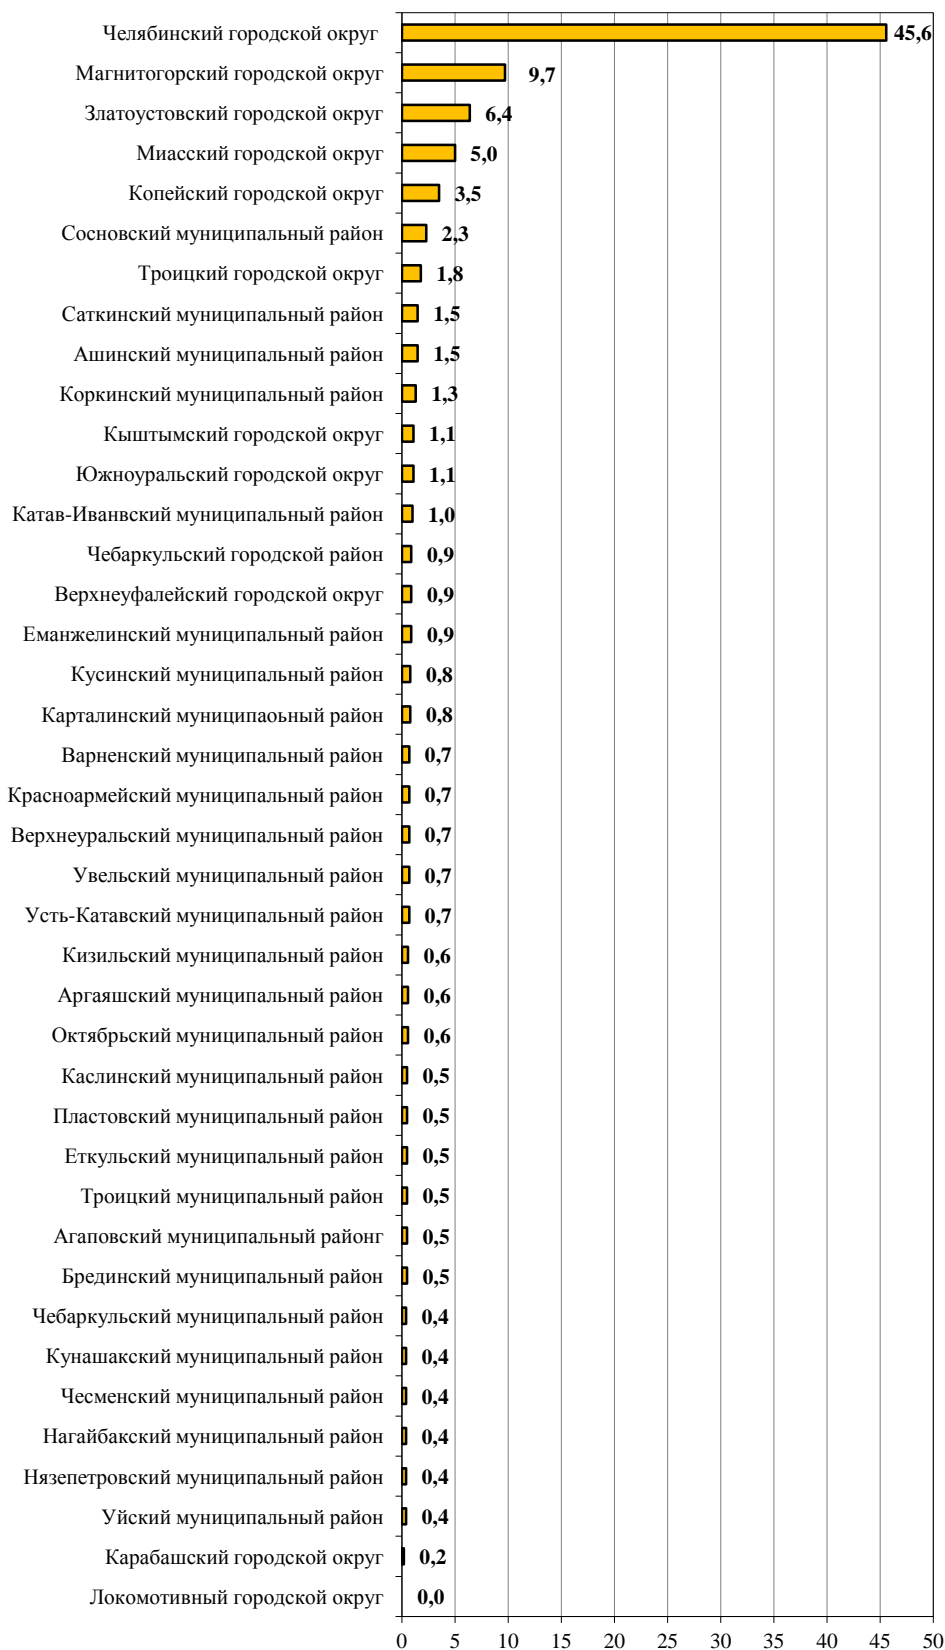 Челябинский городской округ 45,6
Магнитогорский городской округ 9,7
Златоустовский городской округ 6,4
Миасский городской округ 5,0
Копейский городской округ 3,5
Сосновский муниципальный район 2,3
Троицкий городской округ 1,8
Саткинский муниципальный район 1,5
Ашинский муниципальный район 1,5
Коркинский муниципальный район 1,3
Кыштымский городской округ 1,1
Южноуральский городской округ 1,1
Катав-Иванвский муниципальный район 1,0
Чебаркульский городской район 0,9
Верхнеуфалейский городской округ 0,9
Еманжелинский муниципальный район 0,9
Кусинский муниципальный район 0,8
Карталинский муниципаоьный район 0,8
Варненский муниципальный район 0,7
Красноармейский муниципальный район 0,7
Верхнеуральский муниципальный район 0,7
Увельский муниципальный район 0,7
Усть-Катавский муниципальный район 0,7
Кизильский муниципальный район 0,6
Аргаяшский муниципальный район 0,6
Октябрьский муниципальный район 0,6
Каслинский муниципальный район 0,5
Пластовский муниципальный район 0,5
Еткульский муниципальный район 0,5
Троицкий муниципальный район 0,5
Агаповский муниципальный районг 0,5
Брединский муниципальный район 0,5
Чебаркульский муниципальный район 0,4
Кунашакский муниципальный район 0,4
Чесменский муниципальный район 0,4
Нагайбакский муниципальный район 0,4
Нязепетровский муниципальный район 0,4
Уйский муниципальный район 0,4
Карабашский городской округ 0,2
Локомотивный городской округ 0,0
0 5 10 15 20 25 30 35 40 45 50